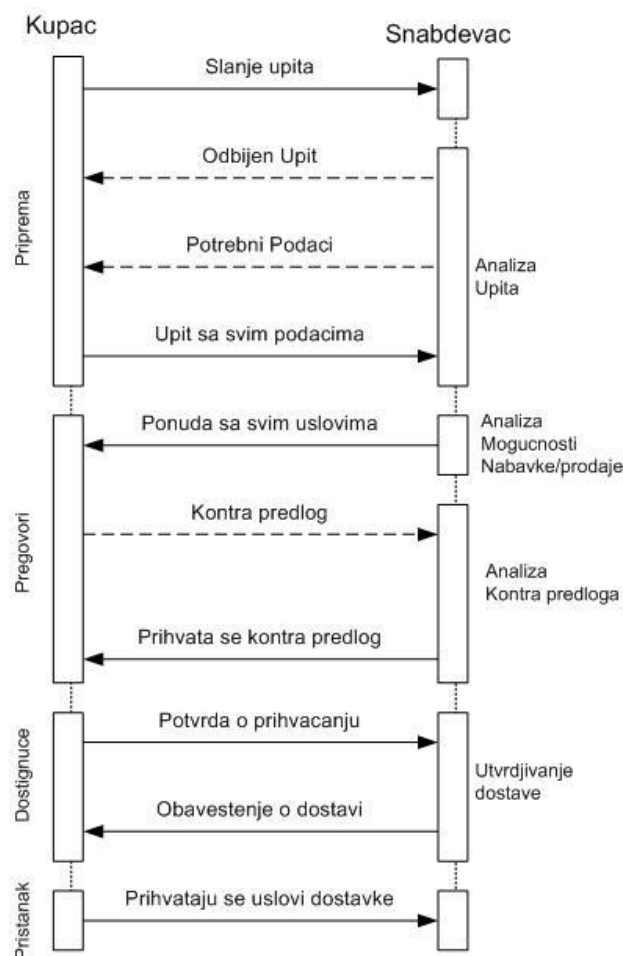 Kupac
Snabdevac
Slanje upita
Odbijen Upit
Priprema
Potrebni Podaci
Analiza
Upita
Upit sa svim podacima
Ponuda sa svim uslovima
Analiza
Mogucnosti
Nabavke/prodaje
Kontra predlog
Pregovori
Analiza
Kontra predloga
Prihvata se kontra predlog
Potvrda o prihvacanju
Dostignuce
Utvrdjivanje
dostave
Obavestenje o dostavi
Pristanak
Prihvataju se uslovi dostavke